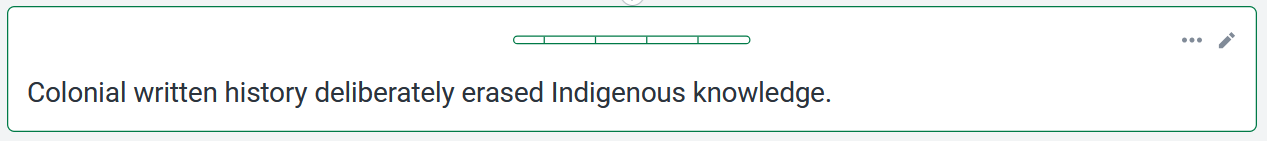 Colonial written history deliberately erased Indigenous knowledge.